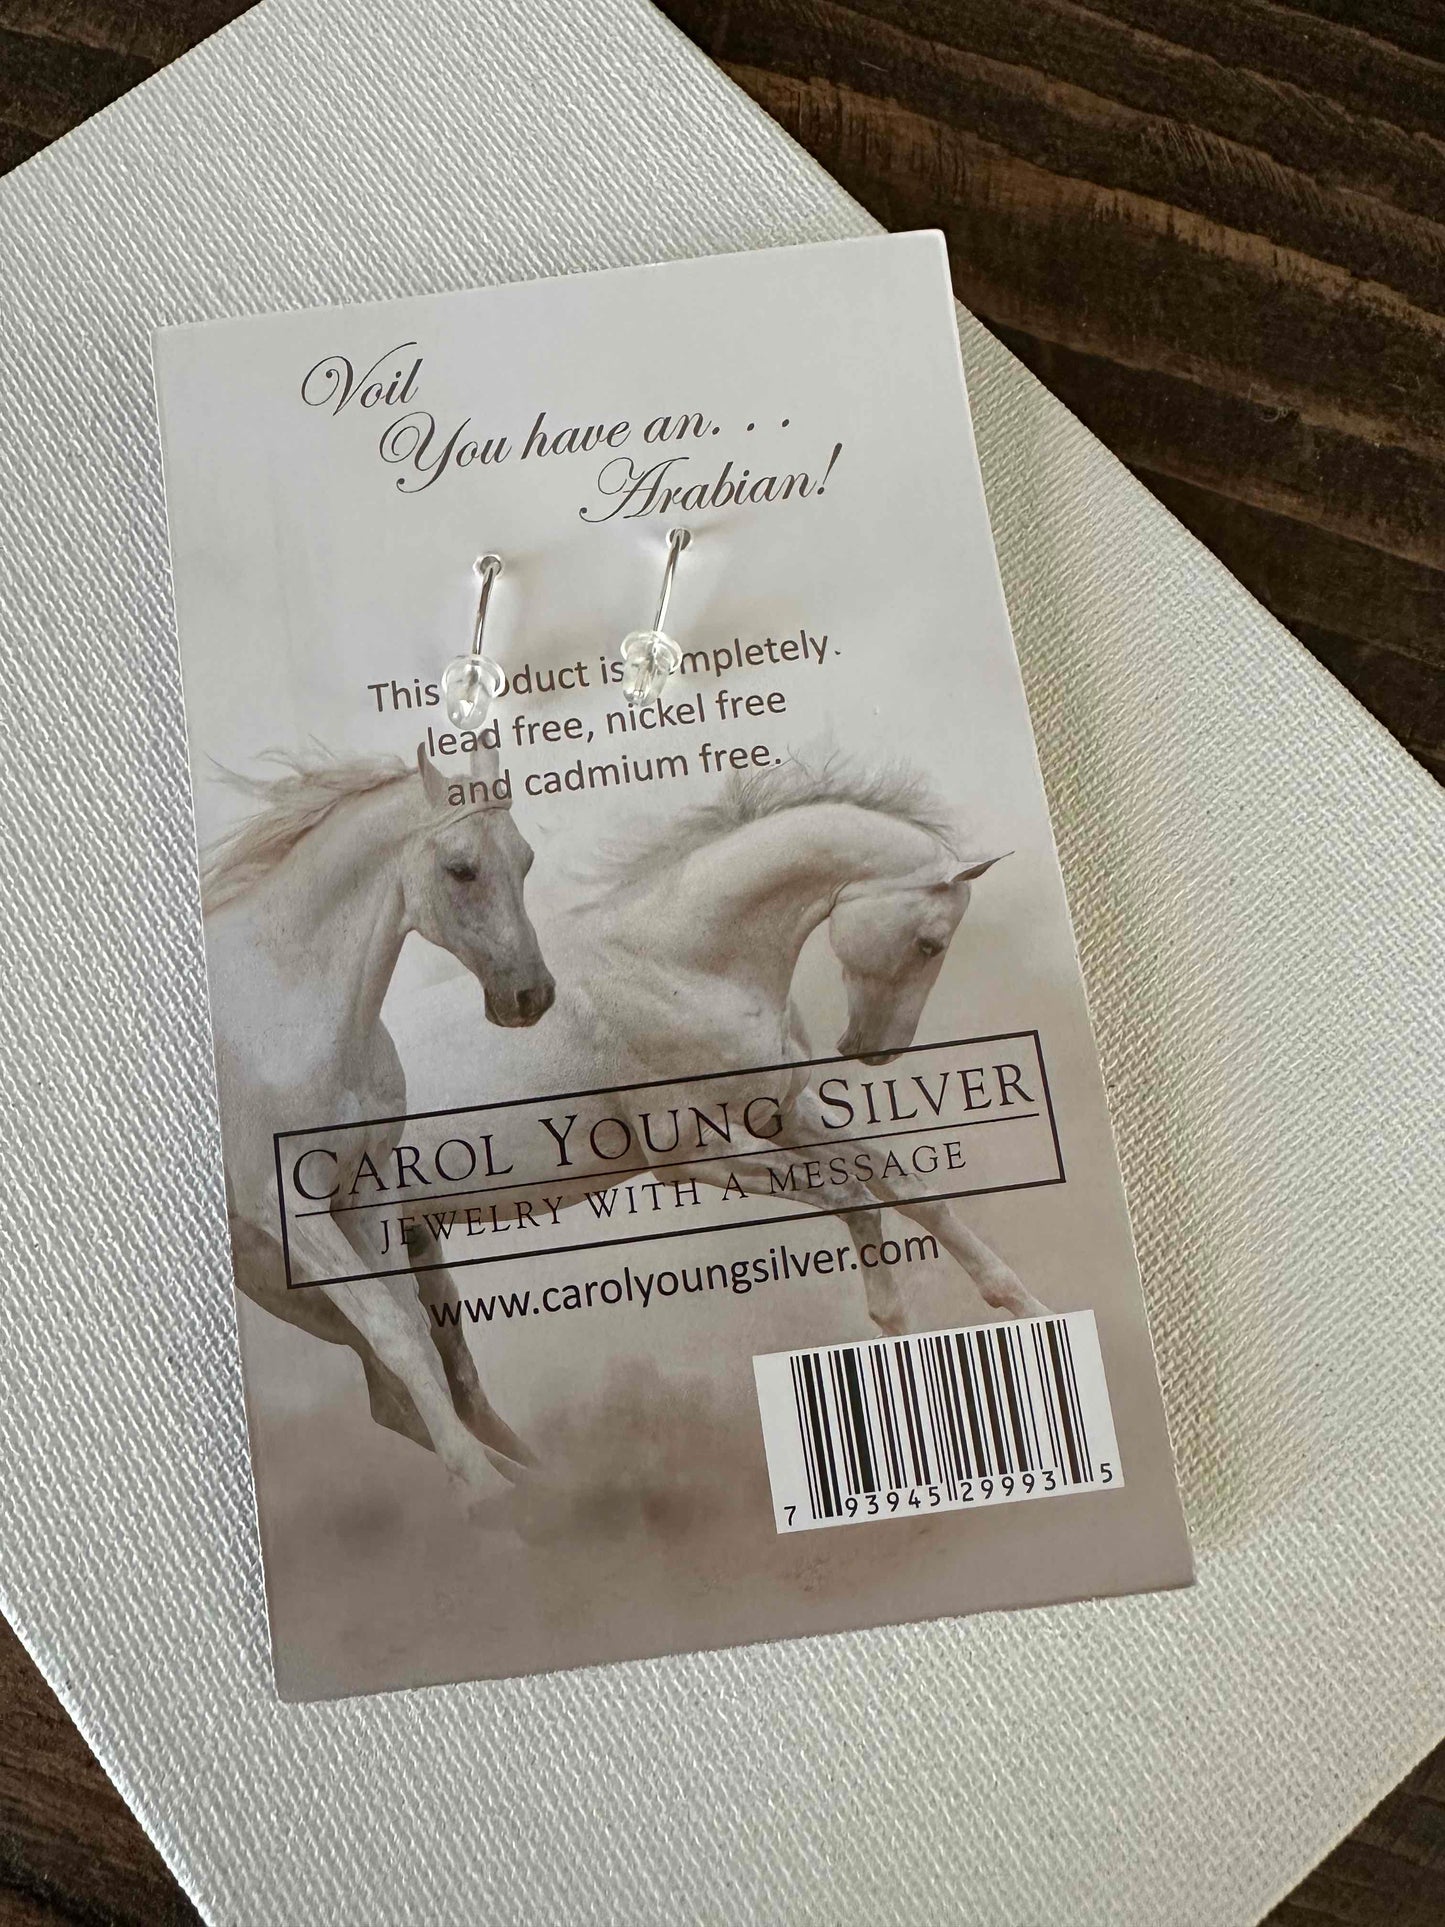 Voil
You have an. . .
Arabian!
This product is completely.
lead free, nickel free
and cadmium free.
CAROL YOUNG SILVER
JEWELRY WITH A MESSAGE
www.carolyoungsilver.com
7 93945 29993 5